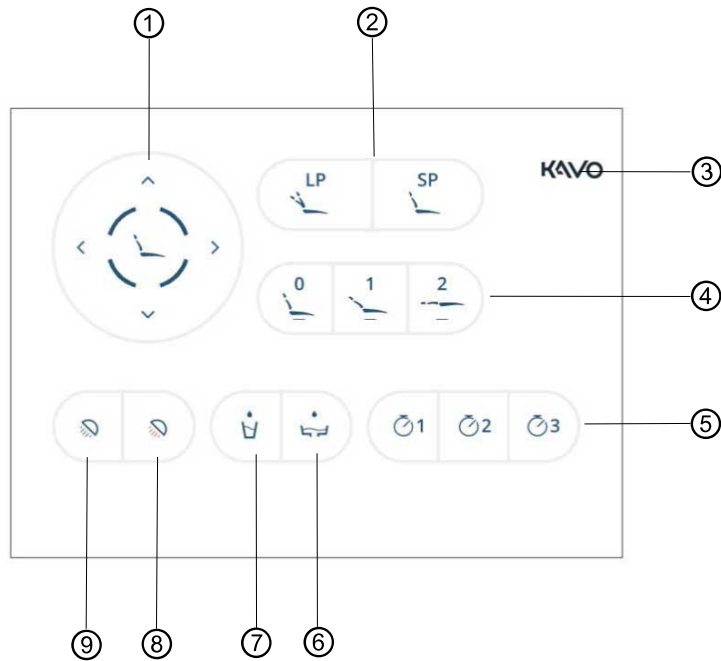 ①
②
LP SP
KAVO
③
0 1 2
④
1 2 3
⑤
⑨ ⑧ ⑦ ⑥